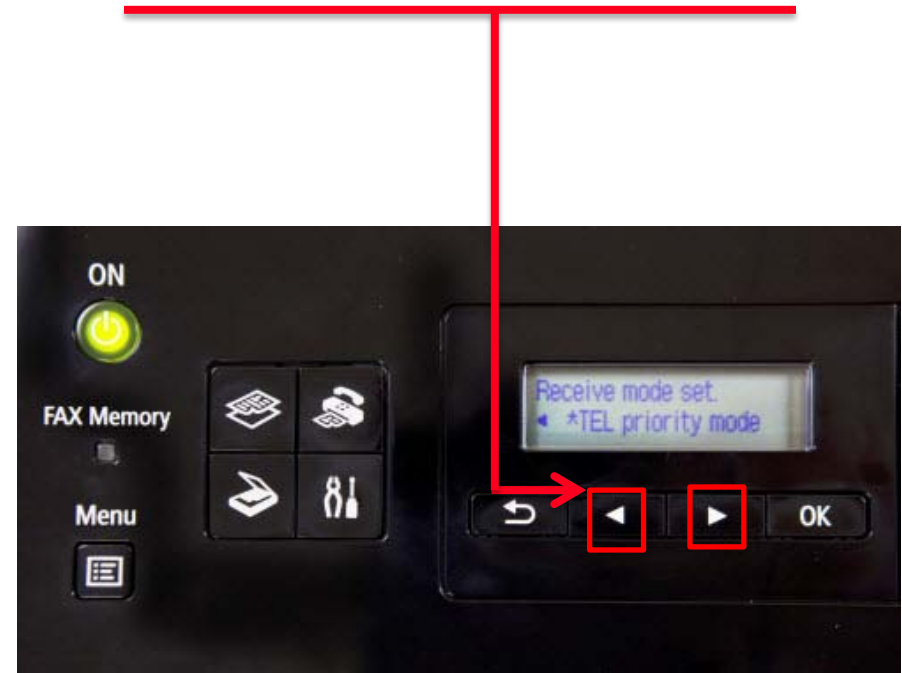 ON
FAX Memory
Menu
Receive mode set.
◄ *TEL priority mode
OK